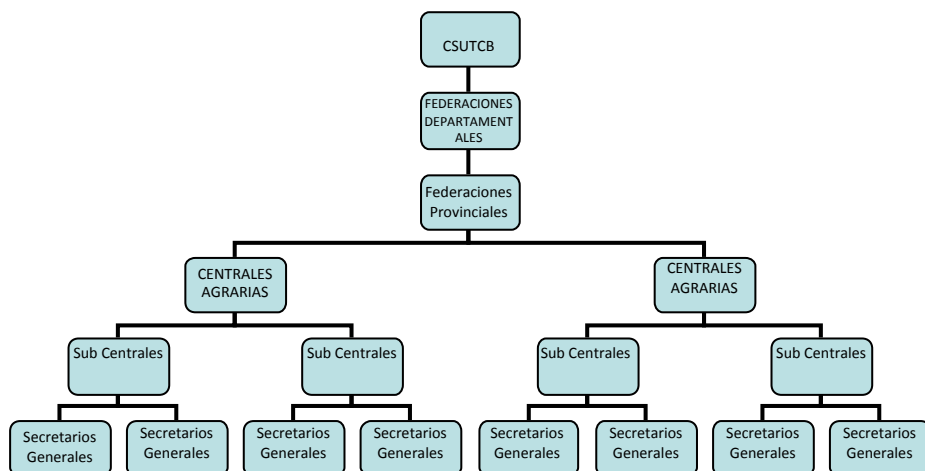 CSUTCB
FEDERACIONES
DEPARTAMENT
ALES
Federaciones
Provinciales
CENTRALES
AGRARIAS
CENTRALES
AGRARIAS
Sub Centrales
Sub Centrales
Sub Centrales
Sub Centrales
Secretarios
Generales
Secretarios
Generales
Secretarios
Generales
Secretarios
Generales
Secretarios
Generales
Secretarios
Generales
Secretarios
Generales
Secretarios
Generales